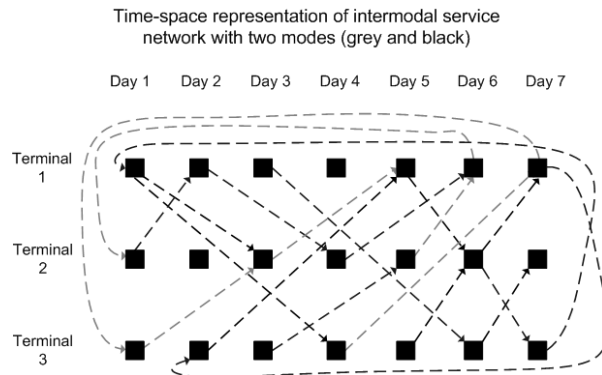 Time-space representation of intermodal service
network with two modes (grey and black)
Day 1 Day 2 Day 3 Day 4 Day 5 Day 6 Day 7
Terminal
1
Terminal
2
Terminal
3